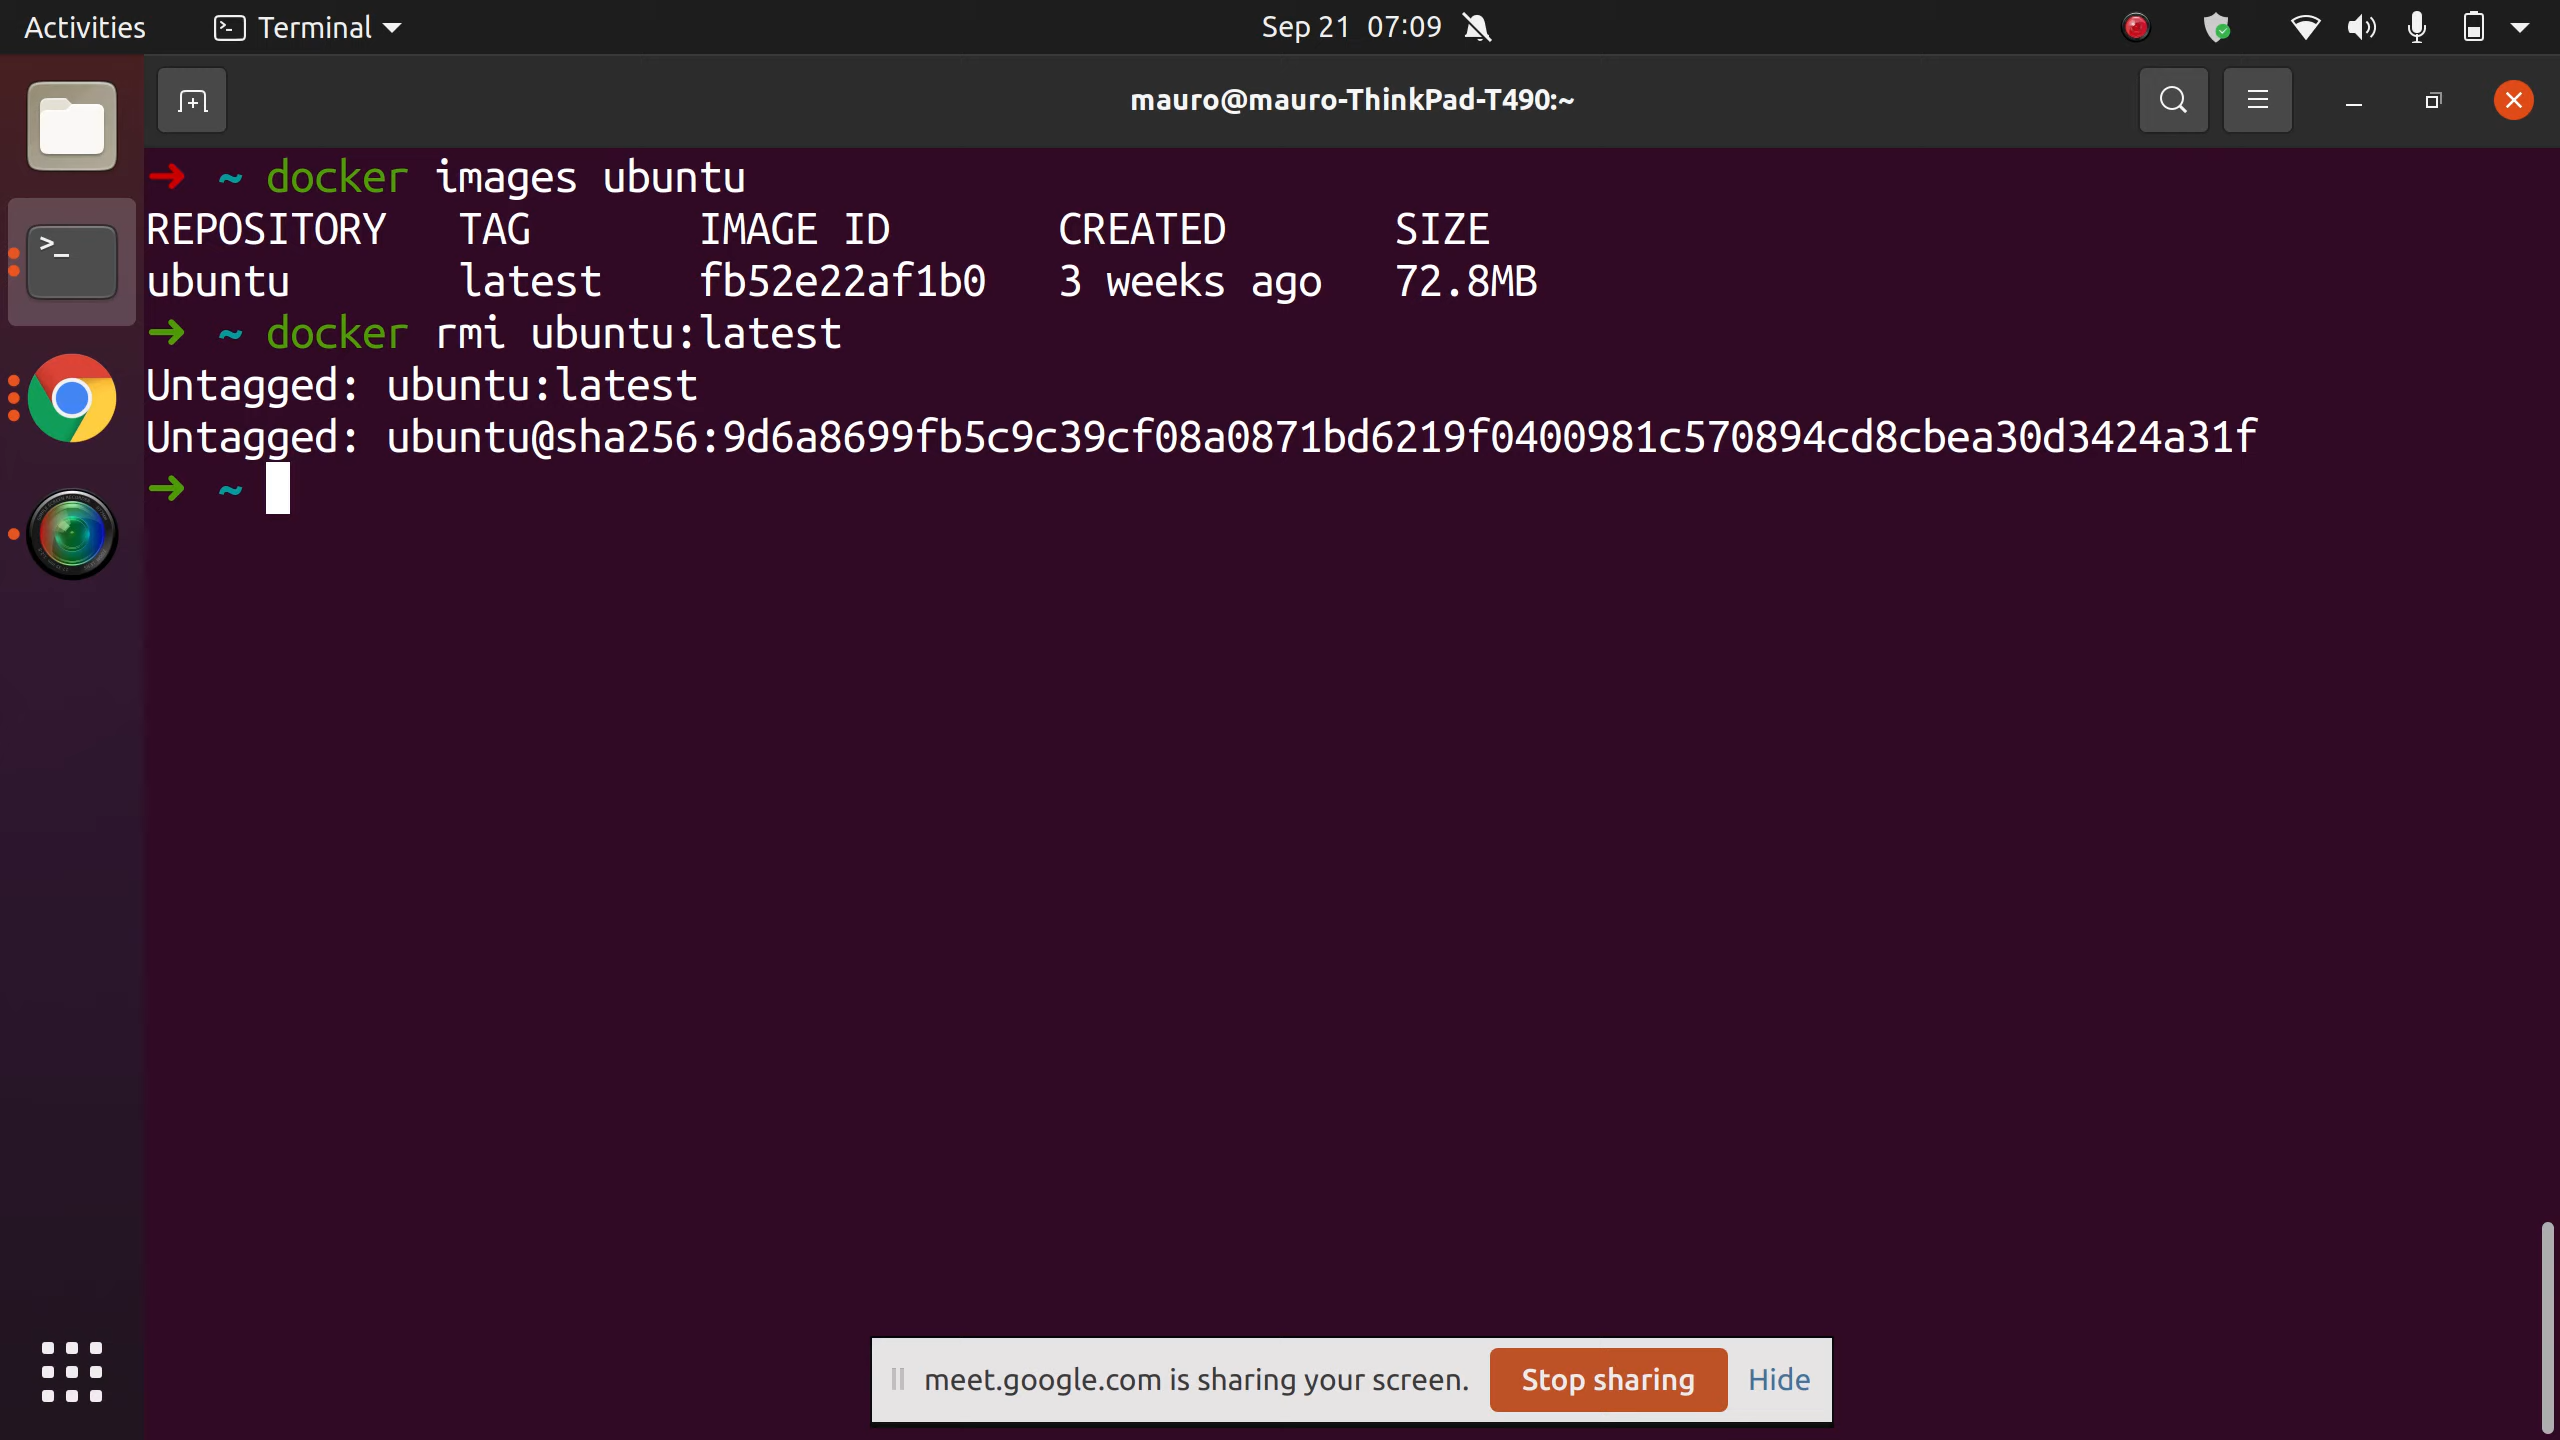 Activities Terminal Sep 21 07:09
mauro@mauro-ThinkPad-T490:~
➜ ~ docker images ubuntu
REPOSITORY TAG IMAGE ID CREATED SIZE
ubuntu latest fb52e22af1b0 3 weeks ago 72.8MB
➜ ~ docker rmi ubuntu:latest
Untagged: ubuntu:latest
Untagged: ubuntu@sha256:9d6a8699fb5c9c39cf08a0871bd6219f0400981c570894cd8cbea30d3424a31f
➜ ~
meet.google.com is sharing your screen. Stop sharing Hide